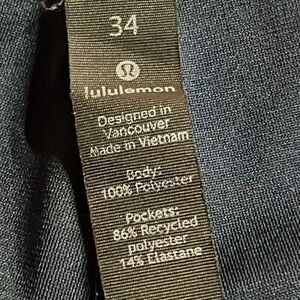 34
lululemon
Designed in
Vancouver
Made in Vietnam
Body:
100% Polyester
Pockets:
86% Recycled
polyester
14% Elastane